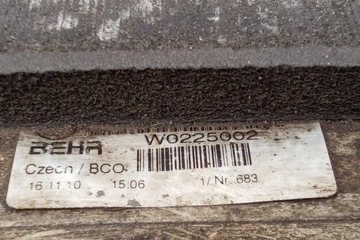 BEHR W0225002
Czech / BCO
16.11.10 15:06 1/ Nr. 683